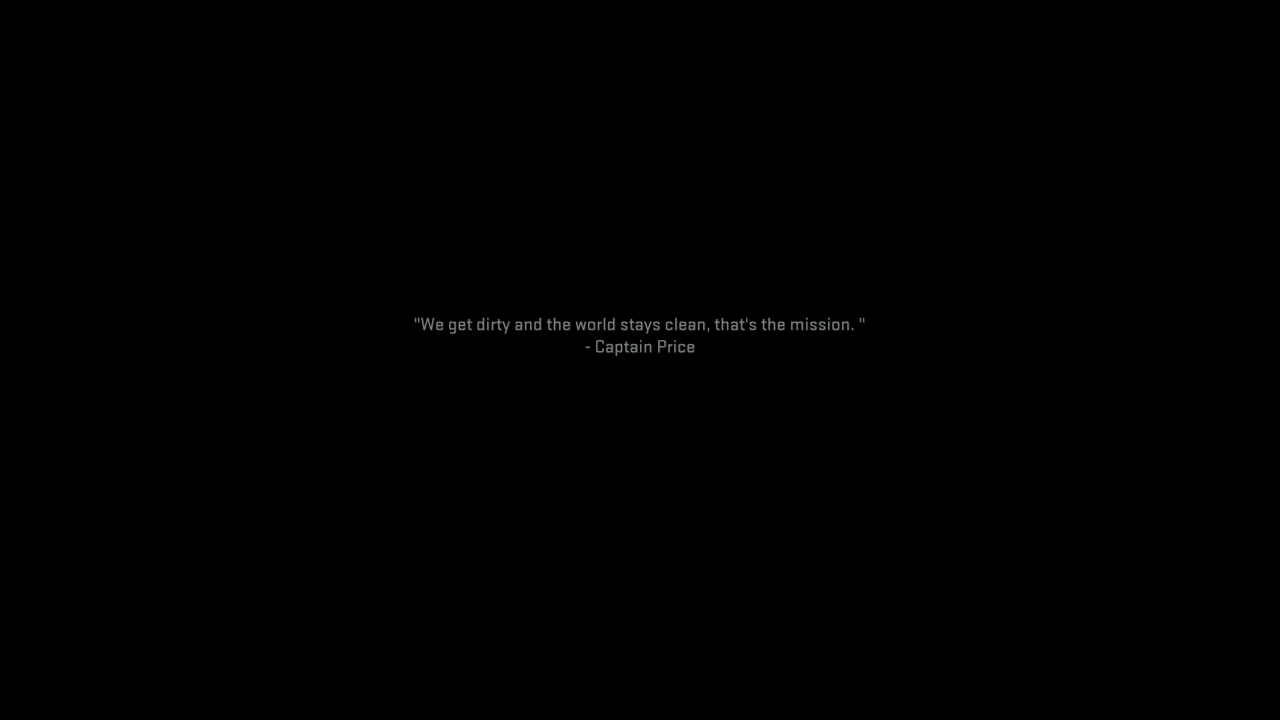 "We get dirty and the world stays clean, that's the mission. "
- Captain Price